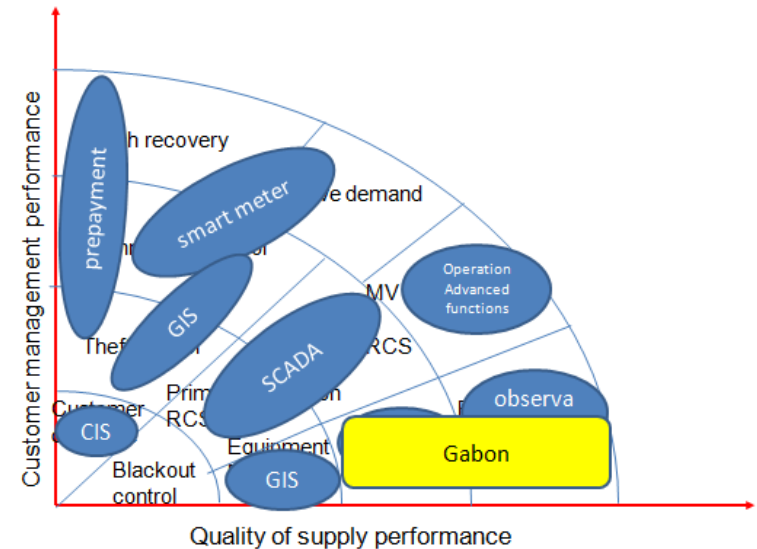 Customer management performance
h recovery
prepayment
smart meter
ve demand
Operation
Advanced
functions
GIS
MV
SCADA
RCS
Thef
Prim
RCS
observa
Customer
CIS
Equipment
Gabon
GIS
Blackout
control
Quality of supply performance